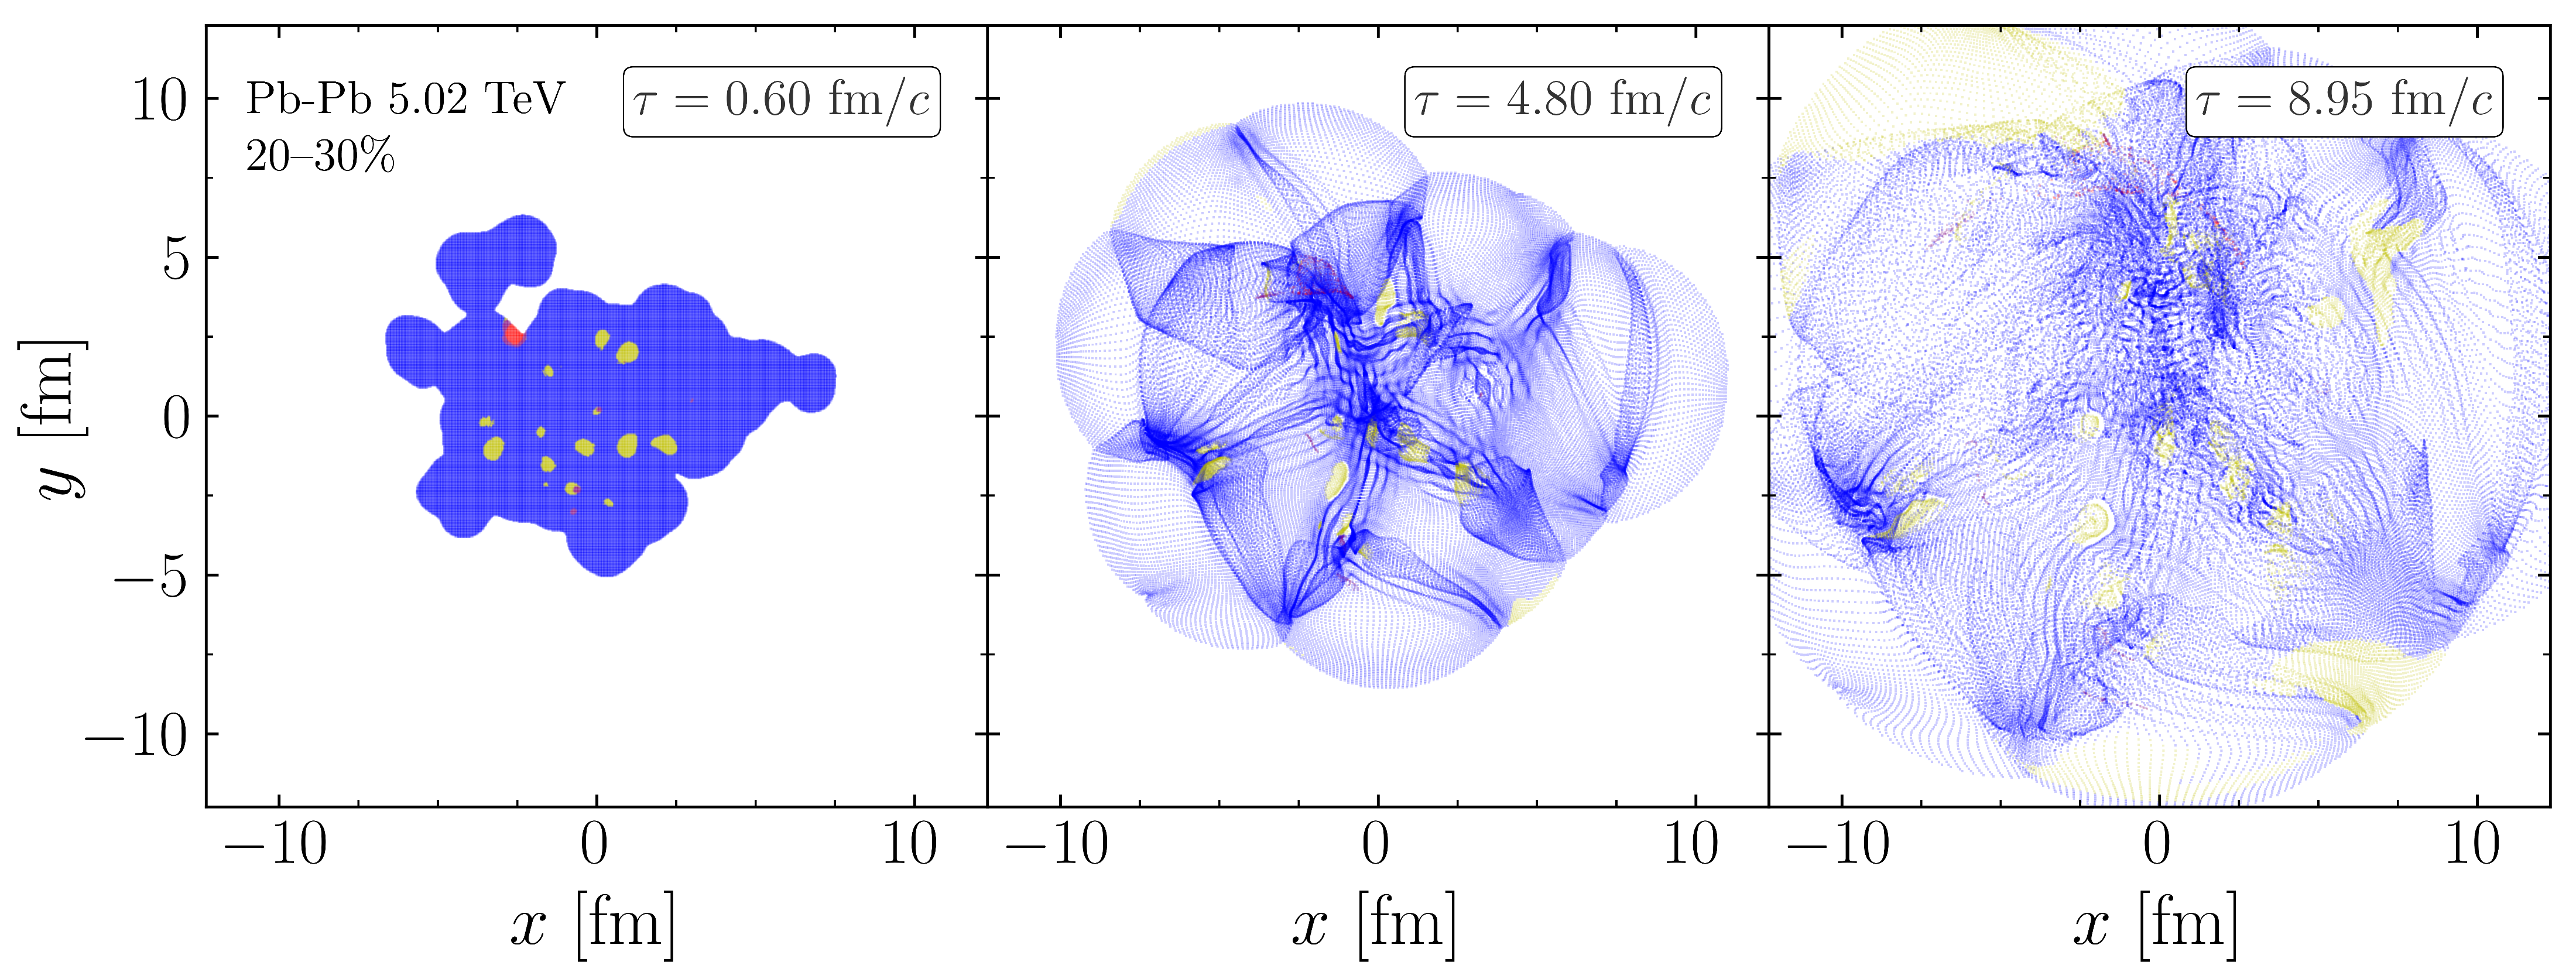 Pb-Pb 5.02 TeV
20–30%
τ = 0.60 fm/c
τ = 4.80 fm/c
τ = 8.95 fm/c
y [fm]
10
5
0
−5
−10
−10 0 10
−10 0 10
−10 0 10
x [fm]
x [fm]
x [fm]